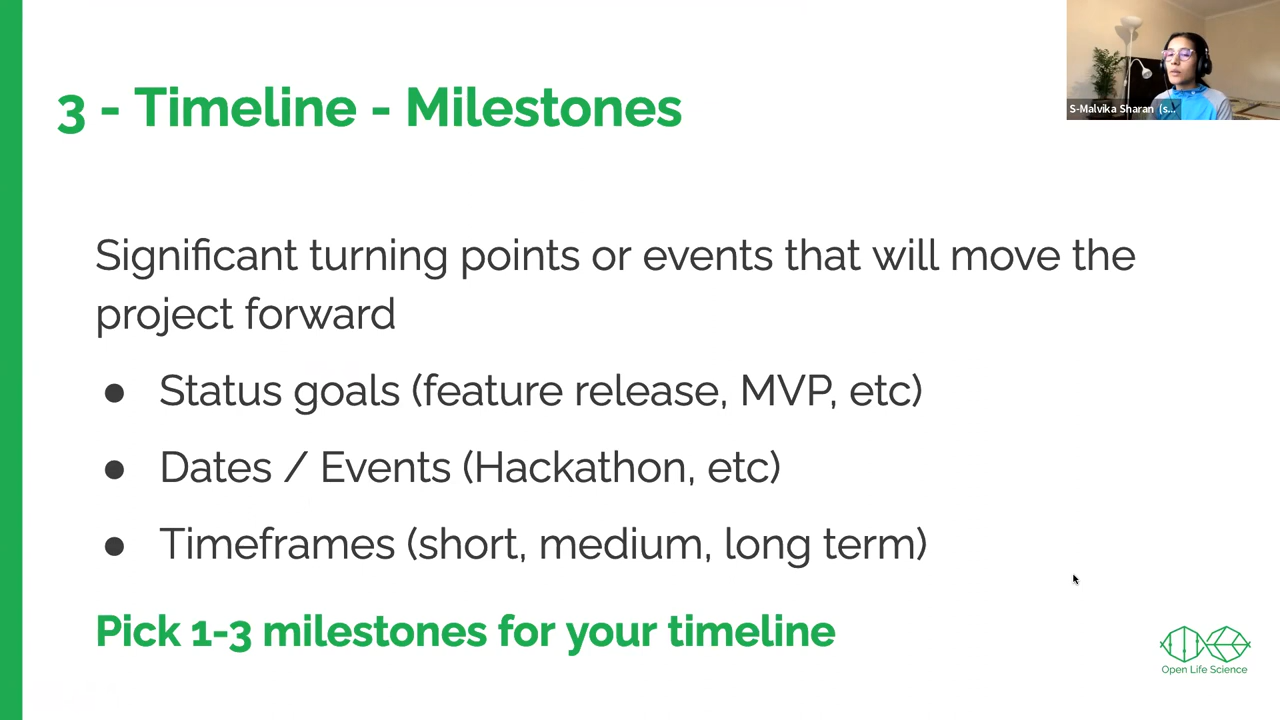 3 - Timeline - Milestones
S-Malvika Sharan (s...
Significant turning points or events that will move the
project forward
● Status goals (feature release, MVP, etc)
● Dates / Events (Hackathon, etc)
● Timeframes (short, medium, long term)
Pick 1-3 milestones for your timeline
Open Life Science